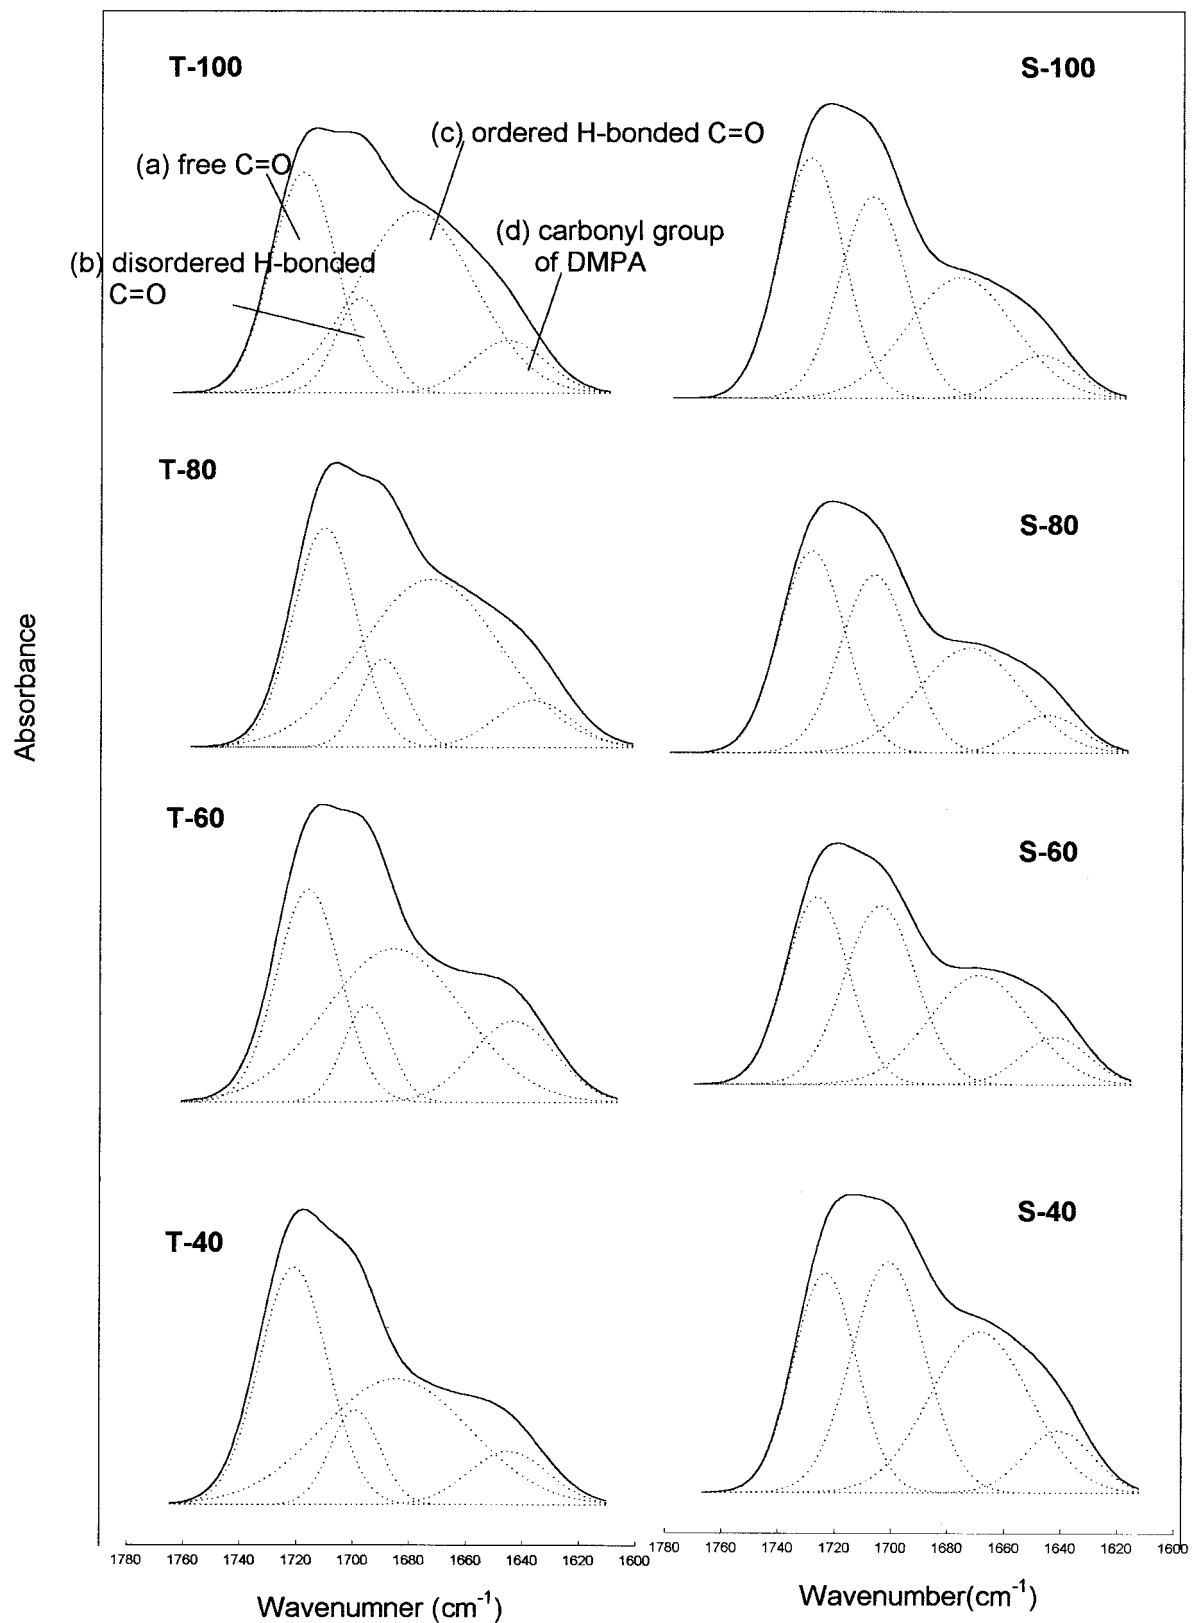 T-100
S-100
(c) ordered H-bonded C=O
(a) free C=O
(d) carbonyl group
of DMPA
(b) disordered H-bonded
C=O
T-80
S-80
Absorbance
T-60
S-60
T-40
S-40
1780 1760 1740 1720 1700 1680 1660 1640 1620 1600
1780 1760 1740 1720 1700 1680 1660 1640 1620 1600
Wavenumner (cm⁻¹)
Wavenumber(cm⁻¹)